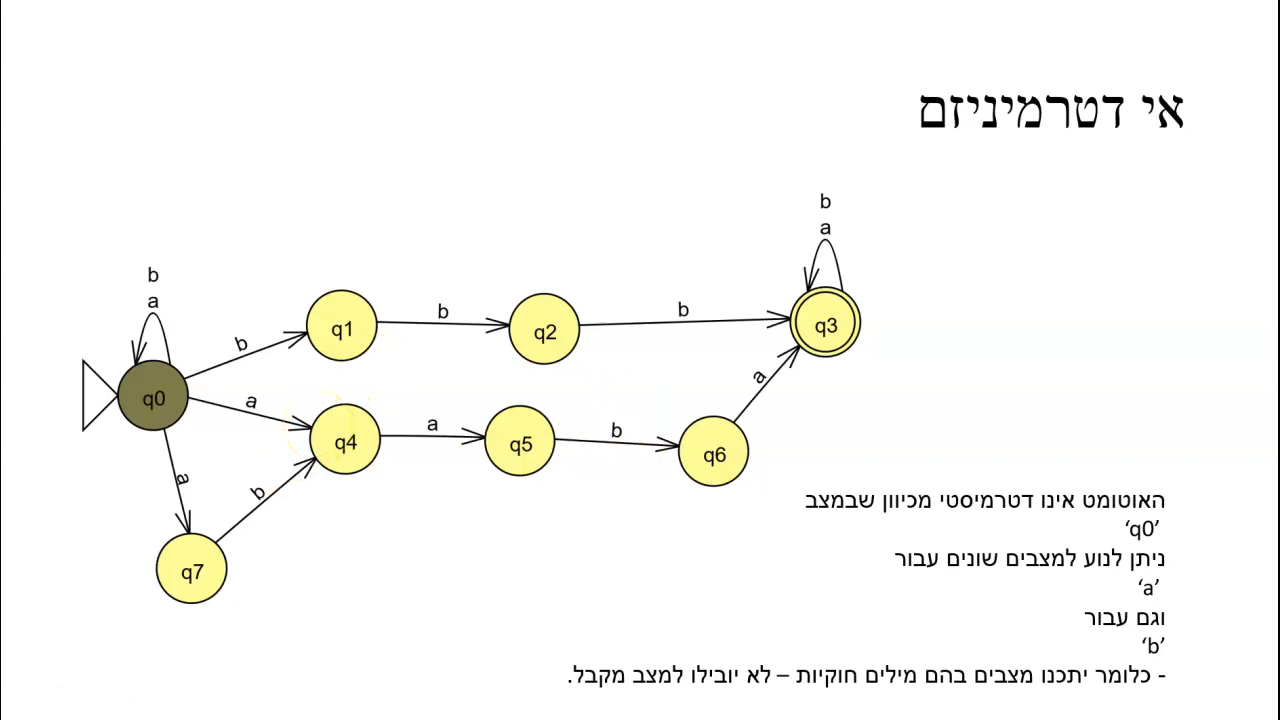 אי דטרמיניזם
b
a
b
a
q0
b
q1
b
q2
b
q3
a
q4
a
q5
b
q6
a
a
b
q7
האוטומט אינו דטרמיסטי מכיוון שבמצב
‘q0’
ניתן לנוע למצבים שונים עבור
‘a’
וגם עבור
‘b’
- כלומר יתכנו מצבים בהם מילים חוקיות – לא יובילו למצב מקבל.